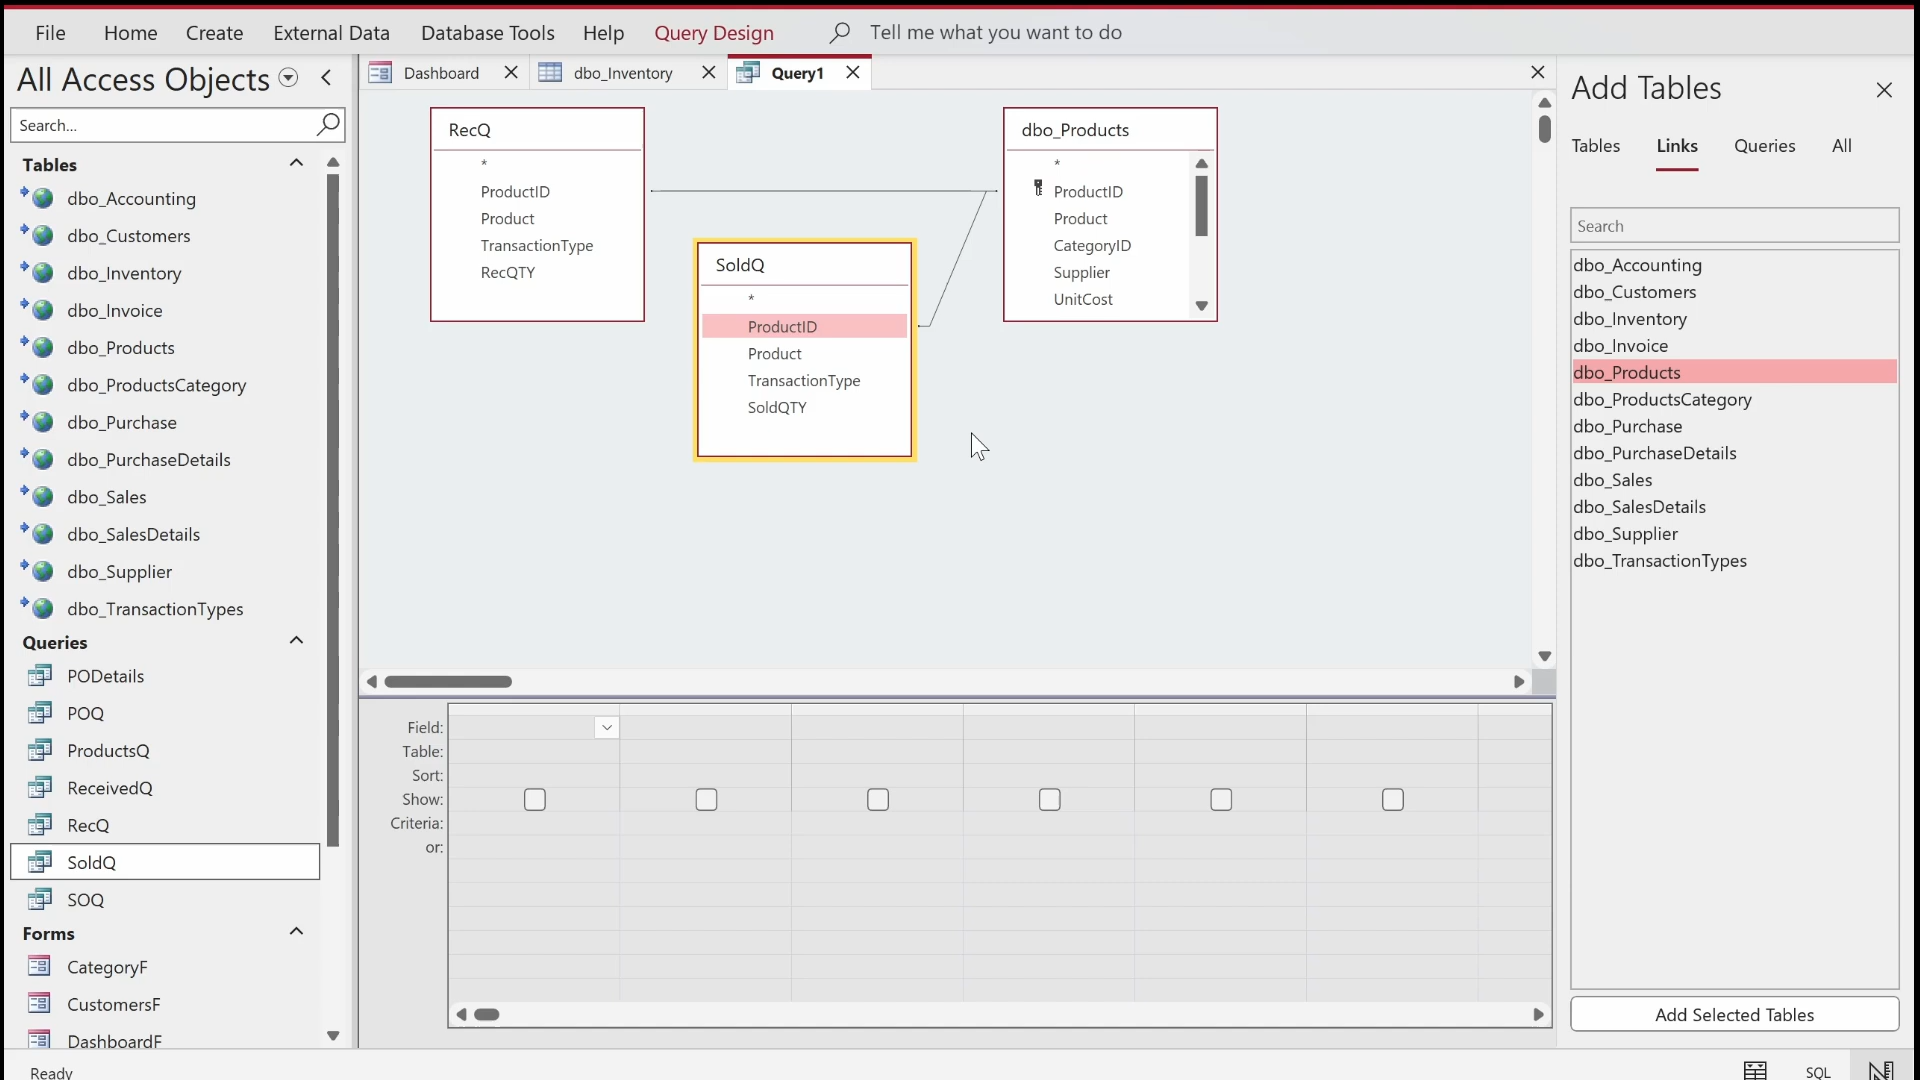 File Home Create External Data Database Tools Help Query Design Tell me what you want to do
All Access Objects
Search...
Tables
dbo_Accounting
dbo_Customers
dbo_Inventory
dbo_Invoice
dbo_Products
dbo_ProductsCategory
dbo_Purchase
dbo_PurchaseDetails
dbo_Sales
dbo_SalesDetails
dbo_Supplier
dbo_TransactionTypes
Queries
PODetails
POQ
ProductsQ
ReceivedQ
RecQ
SoldQ
SOQ
Forms
CategoryF
CustomersF
DashboardF
Dashboard dbo_Inventory Query1
RecQ
*
ProductID
Product
TransactionType
RecQTY
SoldQ
*
ProductID
Product
TransactionType
SoldQTY
dbo_Products
*
ProductID
Product
CategoryID
Supplier
UnitCost
Field:
Table:
Sort:
Show:
Criteria:
or:
Add Tables
Tables Links Queries All
Search
dbo_Accounting
dbo_Customers
dbo_Inventory
dbo_Invoice
dbo_Products
dbo_ProductsCategory
dbo_Purchase
dbo_PurchaseDetails
dbo_Sales
dbo_SalesDetails
dbo_Supplier
dbo_TransactionTypes
Add Selected Tables
Ready SQL